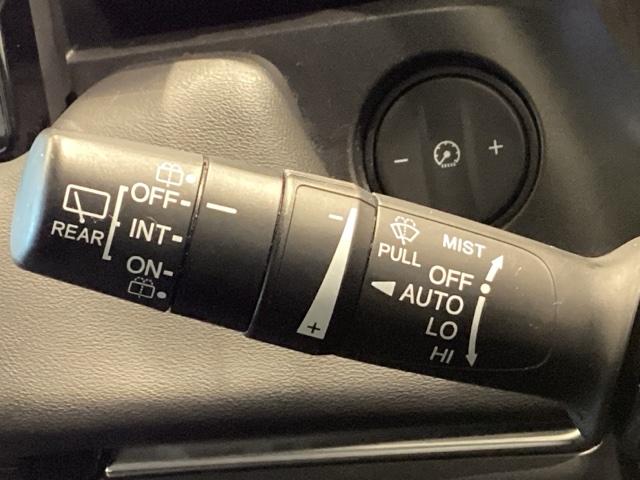 OFF-
REAR
INT-
ON-
—
-
+
MIST
PULL
OFF
AUTO
LO
HI
- +